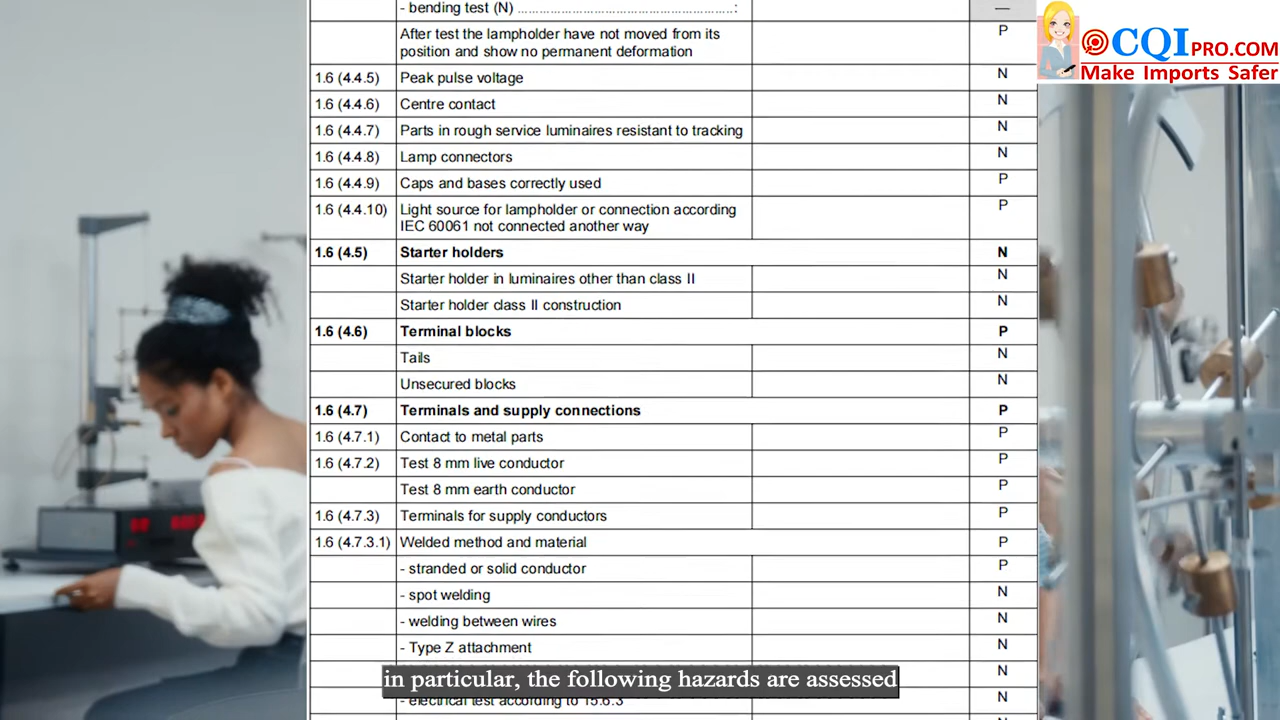 - bending test (N) ......................................................: —
After test the lampholder have not moved from its P
position and show no permanent deformation
1.6 (4.4.5) Peak pulse voltage N
1.6 (4.4.6) Centre contact N
1.6 (4.4.7) Parts in rough service luminaires resistant to tracking N
1.6 (4.4.8) Lamp connectors N
1.6 (4.4.9) Caps and bases correctly used P
1.6 (4.4.10) Light source for lampholder or connection according P
IEC 60061 not connected another way
1.6 (4.5) Starter holders N
Starter holder in luminaires other than class II N
Starter holder class II construction N
1.6 (4.6) Terminal blocks P
Tails N
Unsecured blocks N
1.6 (4.7) Terminals and supply connections P
1.6 (4.7.1) Contact to metal parts P
1.6 (4.7.2) Test 8 mm live conductor P
Test 8 mm earth conductor P
1.6 (4.7.3) Terminals for supply conductors P
1.6 (4.7.3.1) Welded method and material P
- stranded or solid conductor P
- spot welding N
- welding between wires N
- Type Z attachment N
N
- electrical test according to 15.6.3 N
in particular, the following hazards are assessed
CQIPRO.COM
Make Imports Safer